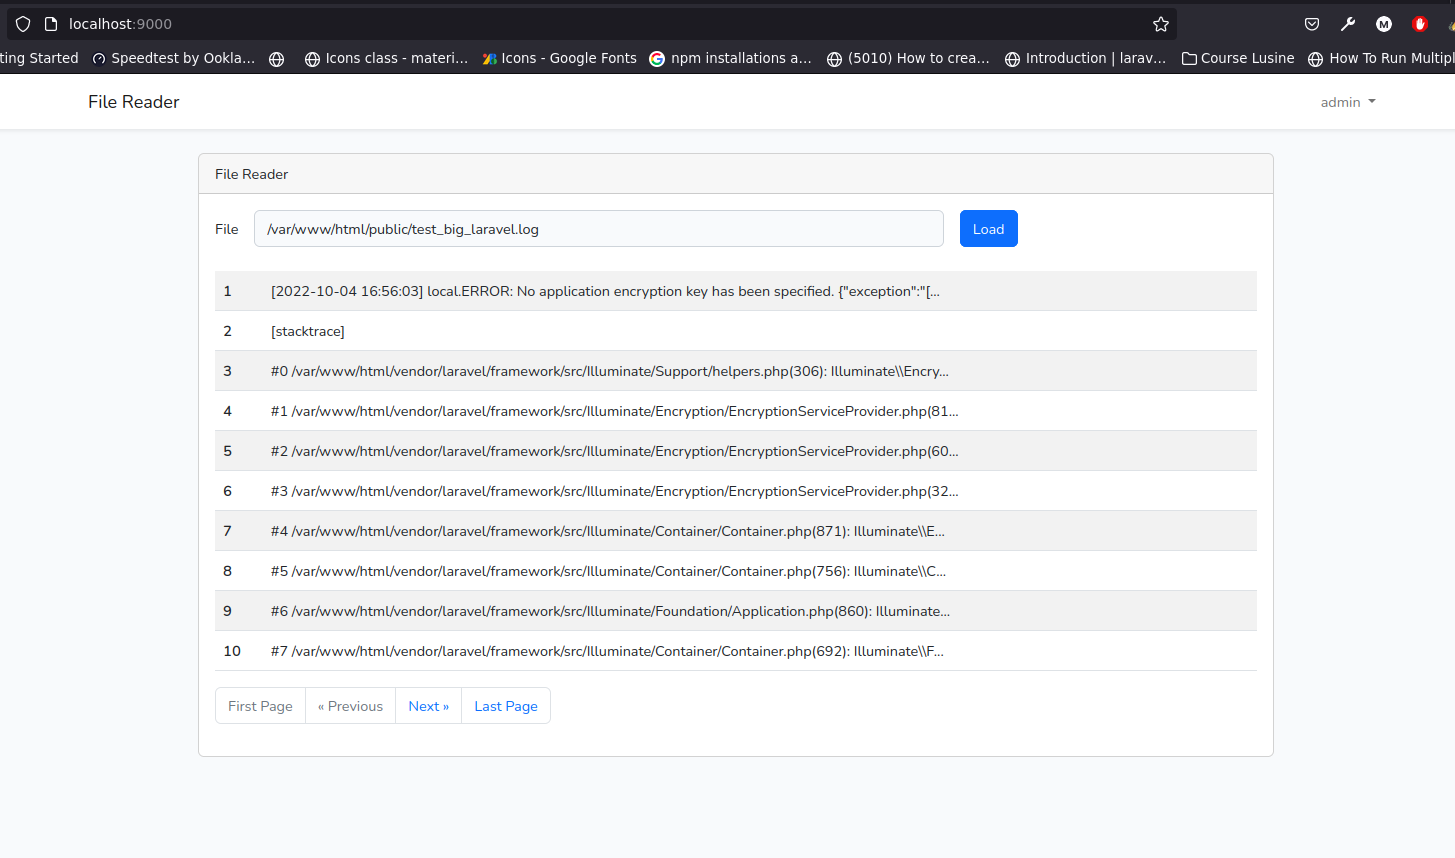 localhost:9000
ting Started Speedtest by Ookla… Icons class - materi… Icons - Google Fonts npm installations a… (5010) How to crea… Introduction | larav… Course Lusine How To Run Multipl
File Reader admin
File Reader
File /var/www/html/public/test_big_laravel.log Load
1 [2022-10-04 16:56:03] local.ERROR: No application encryption key has been specified. {"exception":"[...
2 [stacktrace]
3 #0 /var/www/html/vendor/laravel/framework/src/Illuminate/Support/helpers.php(306): Illuminate\\Encry...
4 #1 /var/www/html/vendor/laravel/framework/src/Illuminate/Encryption/EncryptionServiceProvider.php(81...
5 #2 /var/www/html/vendor/laravel/framework/src/Illuminate/Encryption/EncryptionServiceProvider.php(60...
6 #3 /var/www/html/vendor/laravel/framework/src/Illuminate/Encryption/EncryptionServiceProvider.php(32...
7 #4 /var/www/html/vendor/laravel/framework/src/Illuminate/Container/Container.php(871): Illuminate\\E...
8 #5 /var/www/html/vendor/laravel/framework/src/Illuminate/Container/Container.php(756): Illuminate\\C...
9 #6 /var/www/html/vendor/laravel/framework/src/Illuminate/Foundation/Application.php(860): Illuminate...
10 #7 /var/www/html/vendor/laravel/framework/src/Illuminate/Container/Container.php(692): Illuminate\\F...
First Page « Previous Next » Last Page